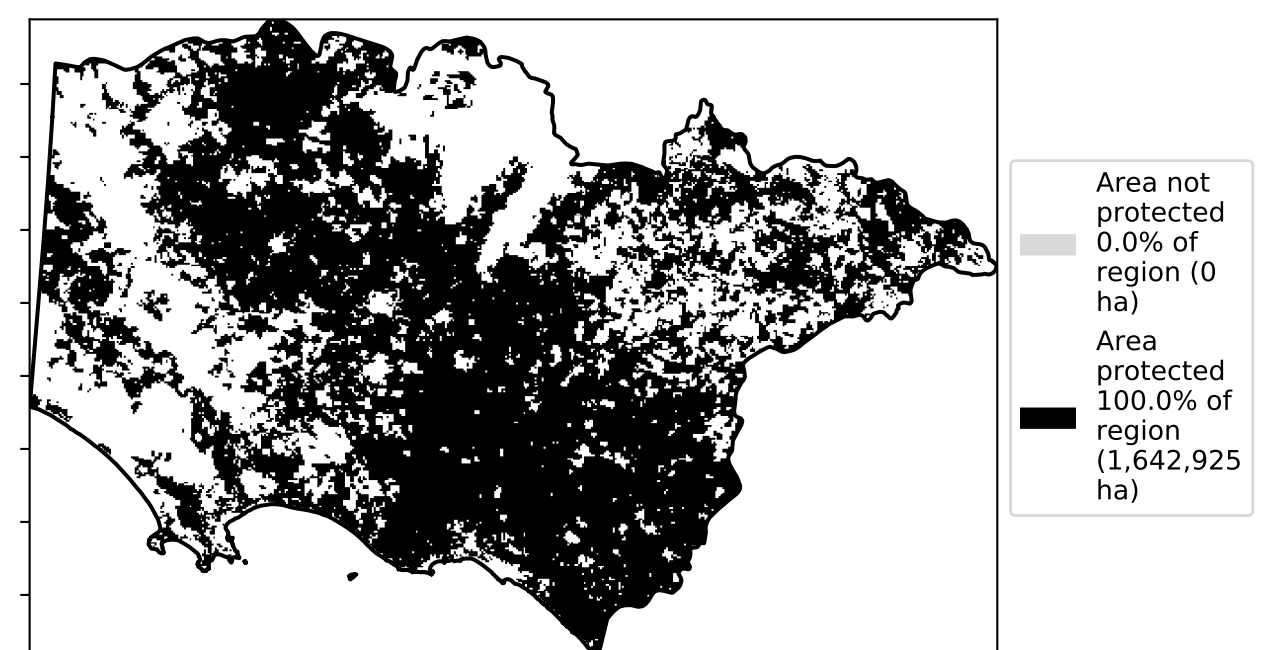 Area not
protected
0.0% of
region (0
ha)
Area
protected
100.0% of
region
(1,642,925
ha)